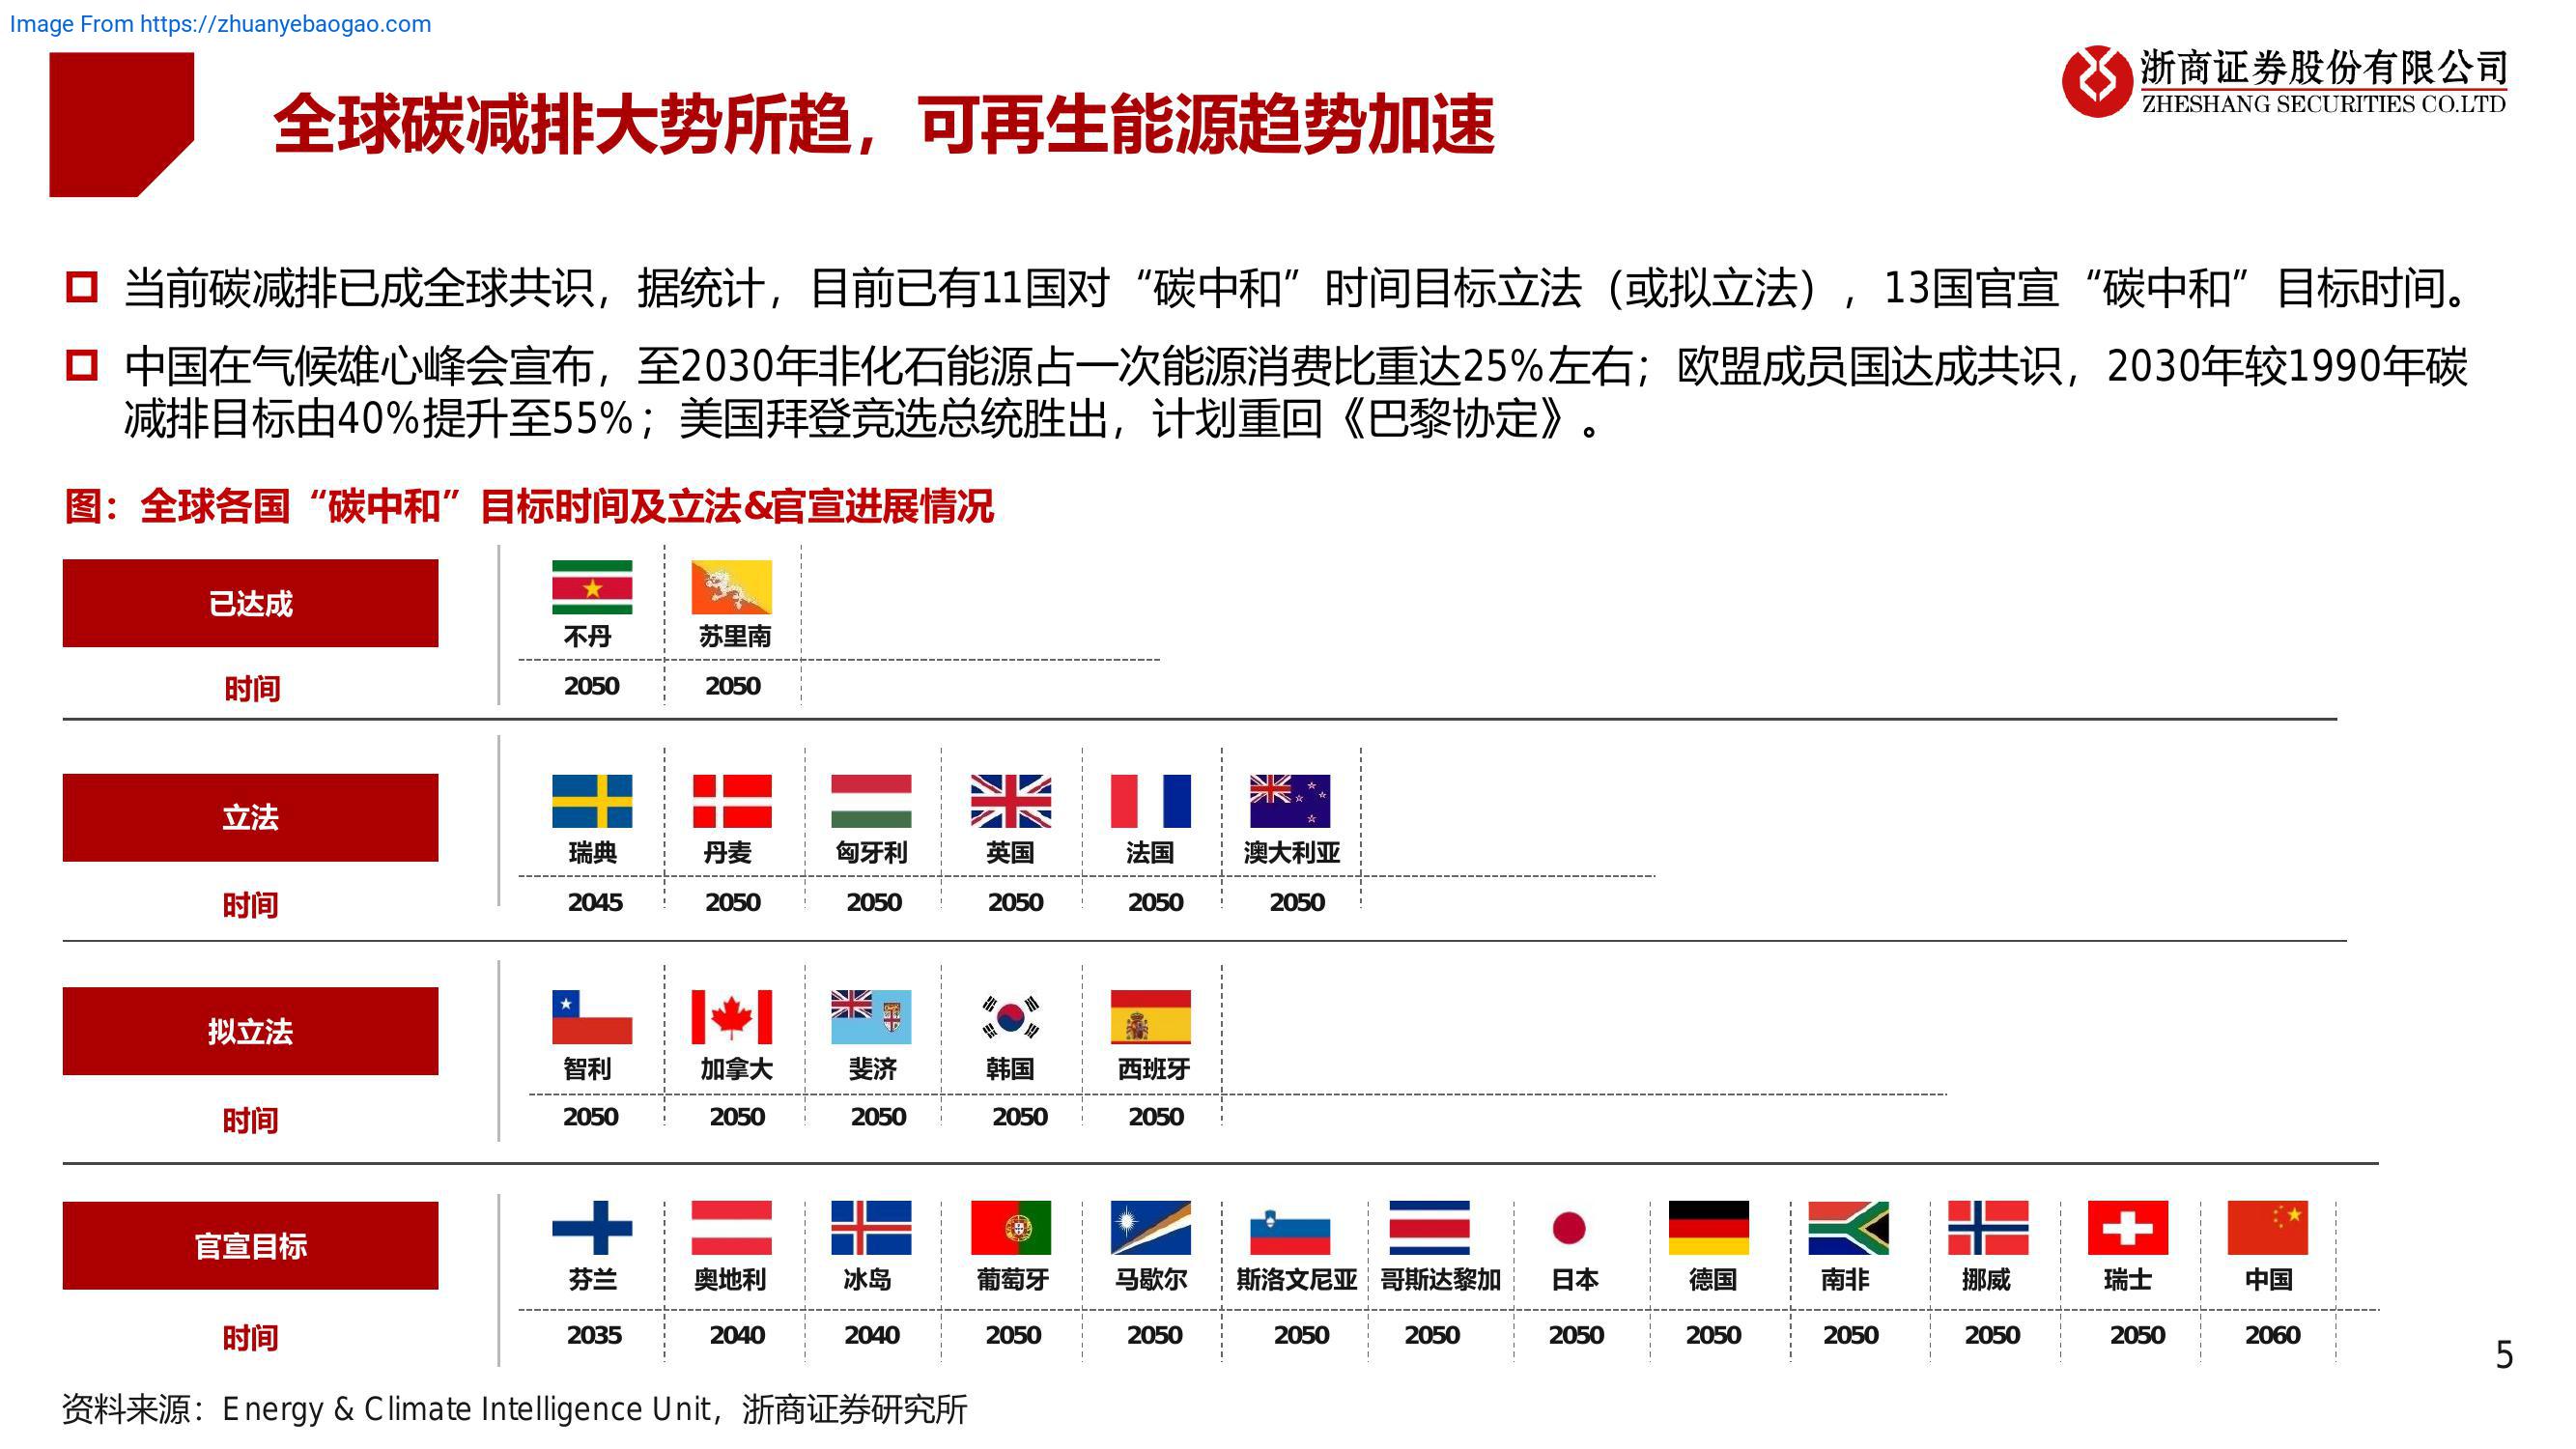 Image From https://zhuanyebaogao.com
浙商证券股份有限公司
ZHESHANG SECURITIES CO.LTD
全球碳减排大势所趋，可再生能源趋势加速
当前碳减排已成全球共识，据统计，目前已有11国对“碳中和”时间目标立法（或拟立法），13国官宣“碳中和”目标时间。
中国在气候雄心峰会宣布，至2030年非化石能源占一次能源消费比重达25%左右；欧盟成员国达成共识，2030年较1990年碳
减排目标由40%提升至55%；美国拜登竞选总统胜出，计划重回《巴黎协定》。
图：全球各国“碳中和”目标时间及立法&官宣进展情况
已达成
不丹 苏里南
时间 2050 2050
立法
瑞典 丹麦 匈牙利 英国 法国 澳大利亚
时间 2045 2050 2050 2050 2050 2050
拟立法
智利 加拿大 斐济 韩国 西班牙
时间 2050 2050 2050 2050 2050
官宣目标
芬兰 奥地利 冰岛 葡萄牙 马歇尔 斯洛文尼亚 哥斯达黎加 日本 德国 南非 挪威 瑞士 中国
时间 2035 2040 2040 2050 2050 2050 2050 2050 2050 2050 2050 2050 2060
5
资料来源：Energy & Climate Intelligence Unit，浙商证券研究所